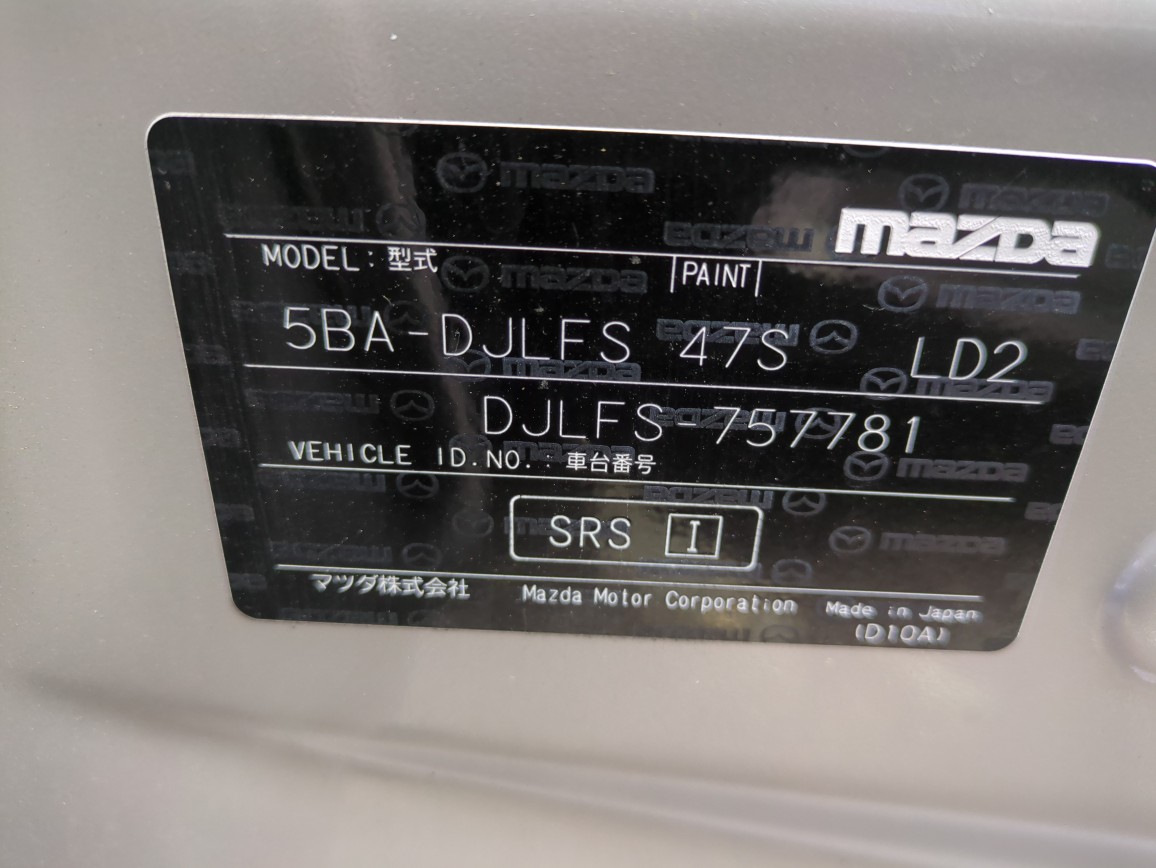 mazda
MODEL : 型式 PAINT
5BA-DJLFS 47S LD2
DJLFS-757781
VEHICLE ID.NO. : 車台番号
SRS I
マツダ株式会社 Mazda Motor Corporation Made in Japan
(D10A)